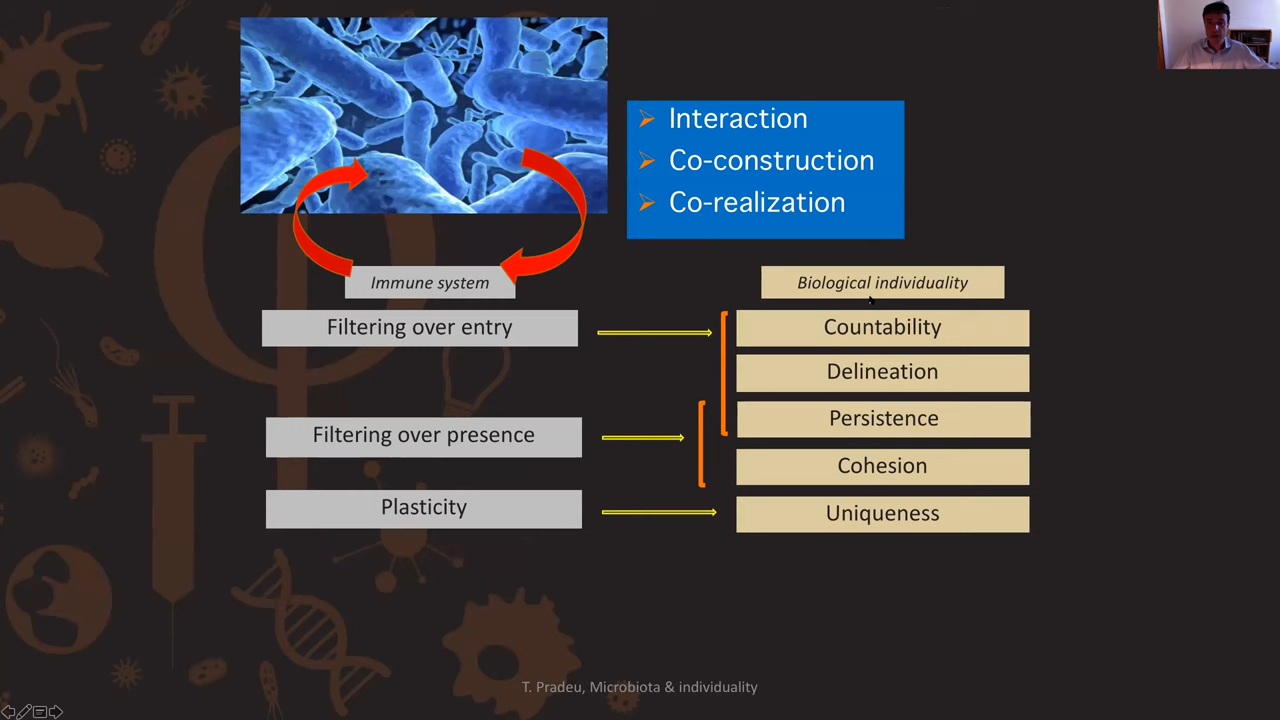 Interaction
Co-construction
Co-realization
Immune system
Biological individuality
Filtering over entry
Countability
Delineation
Filtering over presence
Persistence
Cohesion
Plasticity
Uniqueness
T. Pradeu, Microbiota & individuality